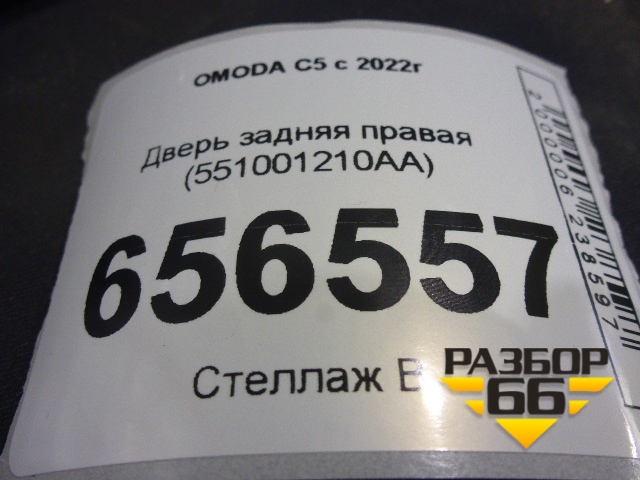 OMODA C5 с 2022г
Дверь задняя правая
(551001210AA)
656557
Стеллаж В
2000006238597
РАЗБОР
66